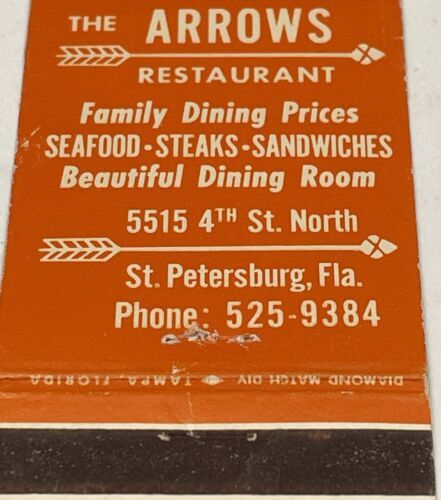 THE ARROWS
RESTAURANT
Family Dining Prices
SEAFOOD • STEAKS • SANDWICHES
Beautiful Dining Room
5515 4TH St. North
St. Petersburg, Fla.
Phone: 525-9384
DIAMOND MATCH DIV TAMPA, FLORIDA